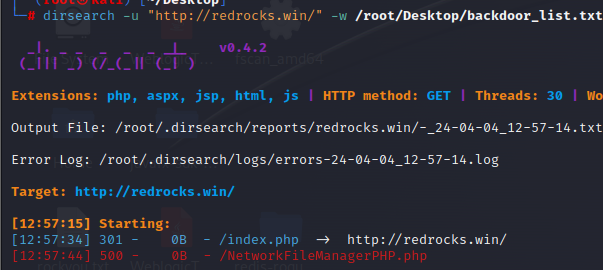 └─# dirsearch -u "http://redrocks.win/" -w /root/Desktop/backdoor_list.txt
v0.4.2
Extensions: php, aspx, jsp, html, js | HTTP method: GET | Threads: 30 | Wo
Output File: /root/.dirsearch/reports/redrocks.win/-_24-04-04_12-57-14.txt
Error Log: /root/.dirsearch/logs/errors-24-04-04_12-57-14.log
Target: http://redrocks.win/
[12:57:15] Starting:
[12:57:34] 301 - 0B - /index.php -> http://redrocks.win/
[12:57:44] 500 - 0B - /NetworkFileManagerPHP.php